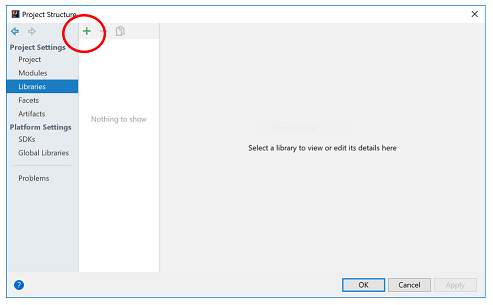 Project Structure
Project Settings
Project
Modules
Libraries
Facets
Artifacts
Platform Settings
SDKs
Global Libraries
Problems
Nothing to show
Select a library to view or edit its details here
?
OK
Cancel
Apply